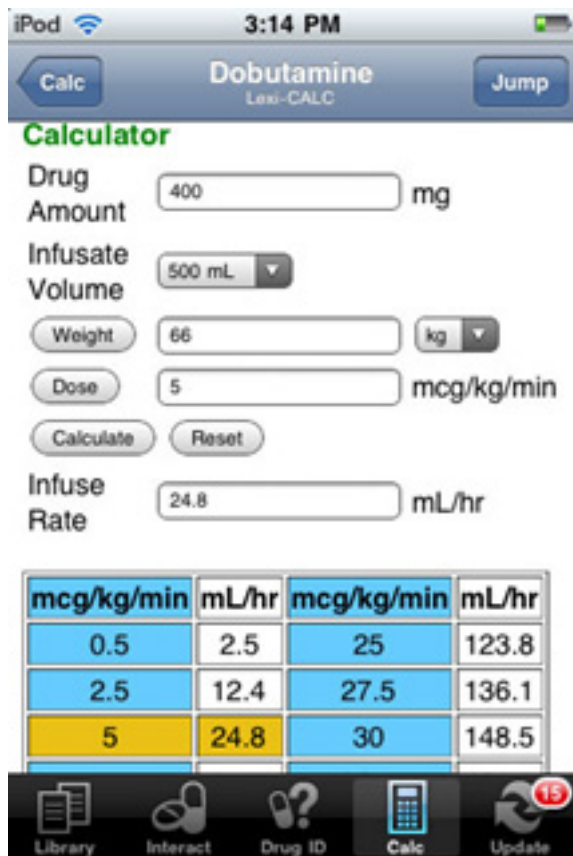 iPod 3:14 PM
Calc Dobutamine Jump
Lexi-CALC
Calculator
Drug Amount 400 mg
Infusate Volume 500 mL
Weight 66 kg
Dose 5 mcg/kg/min
Calculate Reset
Infuse Rate 24.8 mL/hr
mcg/kg/min mL/hr mcg/kg/min mL/hr
0.5 2.5 25 123.8
2.5 12.4 27.5 136.1
5 24.8 30 148.5
15
Library Interact Drug ID Calc Update